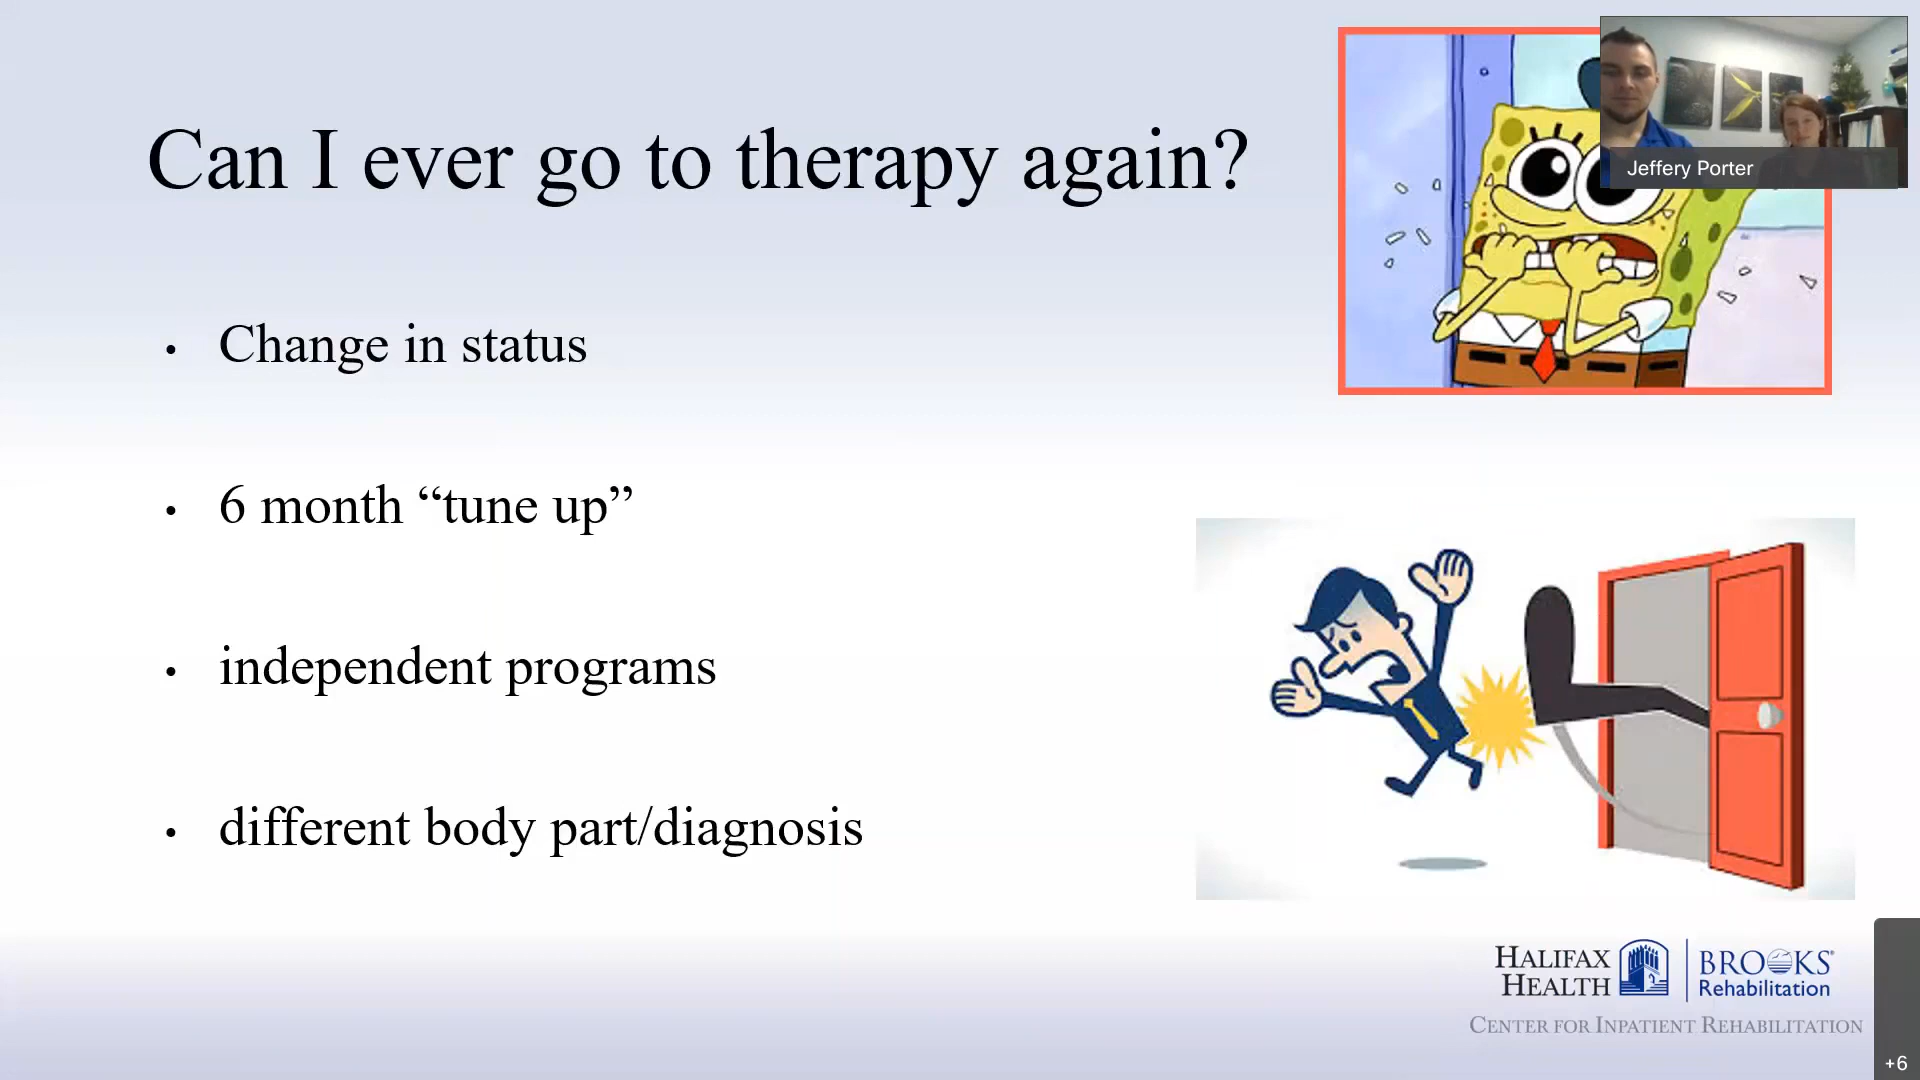 Can I ever go to therapy again?
Jeffery Porter
• Change in status
• 6 month “tune up”
• independent programs
• different body part/diagnosis
HALIFAX HEALTH
BROOKS® Rehabilitation
CENTER FOR INPATIENT REHABILITATION
+6